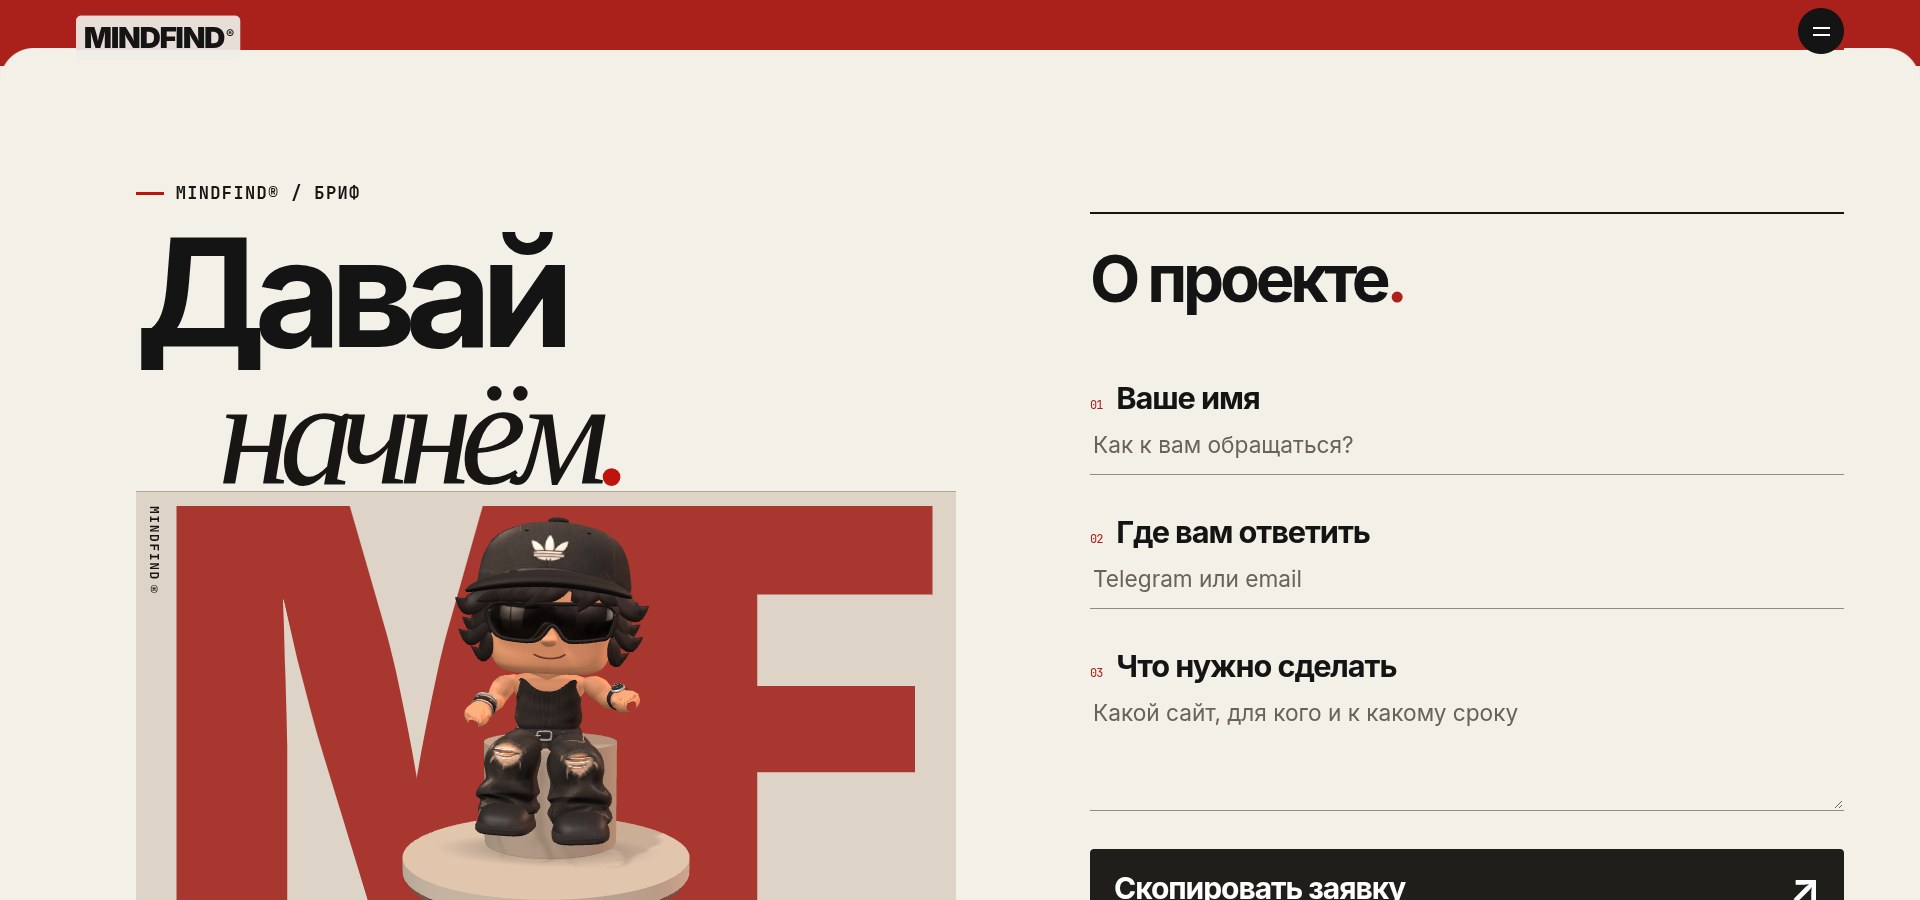 MINDFIND®
MINDFIND® / БРИФ
Давай
начнём.
MINDFIND ®
MF
О проекте.
01 Ваше имя
Как к вам обращаться?
02 Где вам ответить
Telegram или email
03 Что нужно сделать
Какой сайт, для кого и к какому сроку
Скопировать заявку